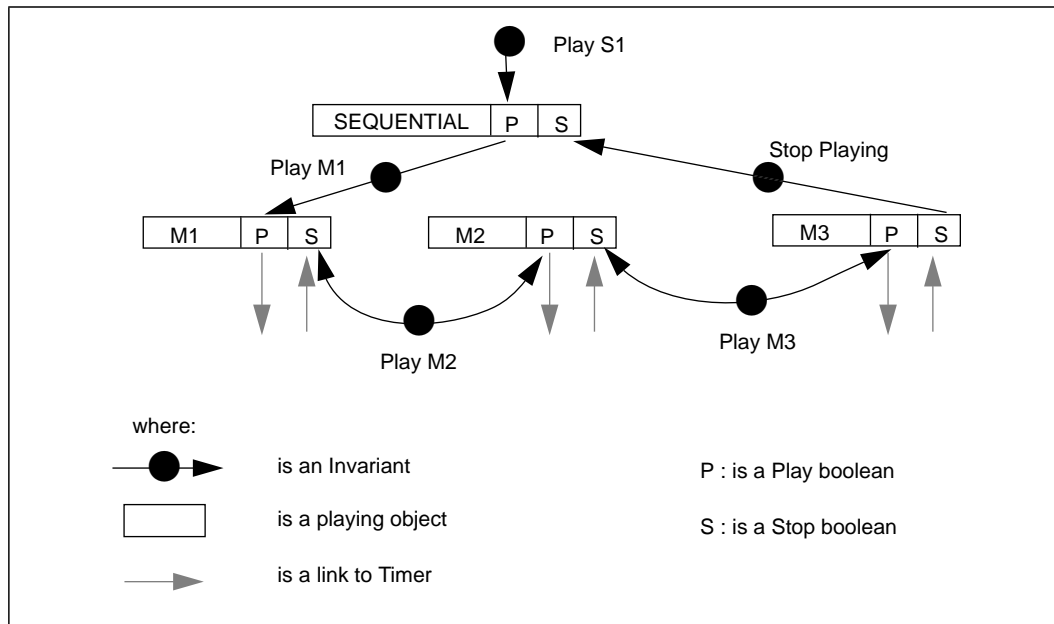 Play S1
SEQUENTIAL P S
Play M1
Stop Playing
M1 P S
M2 P S
M3 P S
Play M2
Play M3
where:
is an Invariant
P : is a Play boolean
is a playing object
S : is a Stop boolean
is a link to Timer